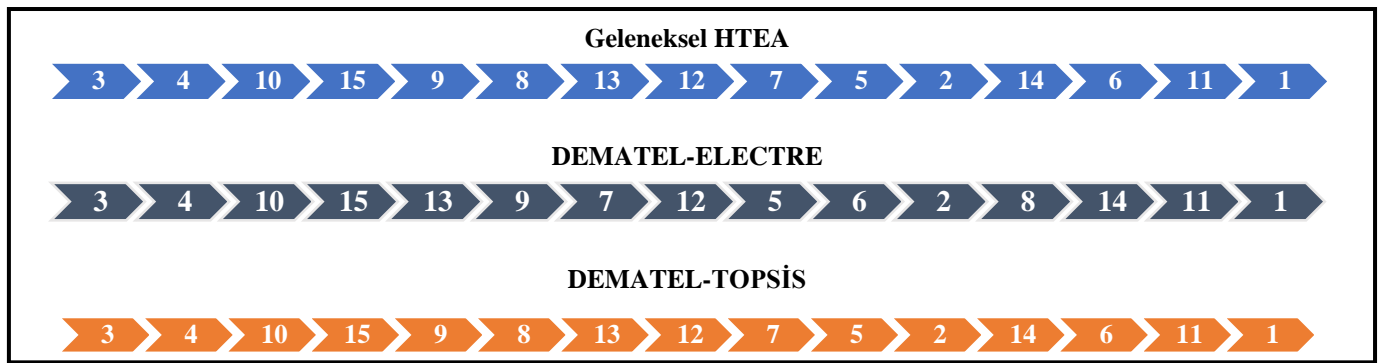 Geleneksel HTEA
3 4 10 15 9 8 13 12 7 5 2 14 6 11 1
DEMATEL-ELECTRE
3 4 10 15 13 9 7 12 5 6 2 8 14 11 1
DEMATEL-TOPSİS
3 4 10 15 9 8 13 12 7 5 2 14 6 11 1